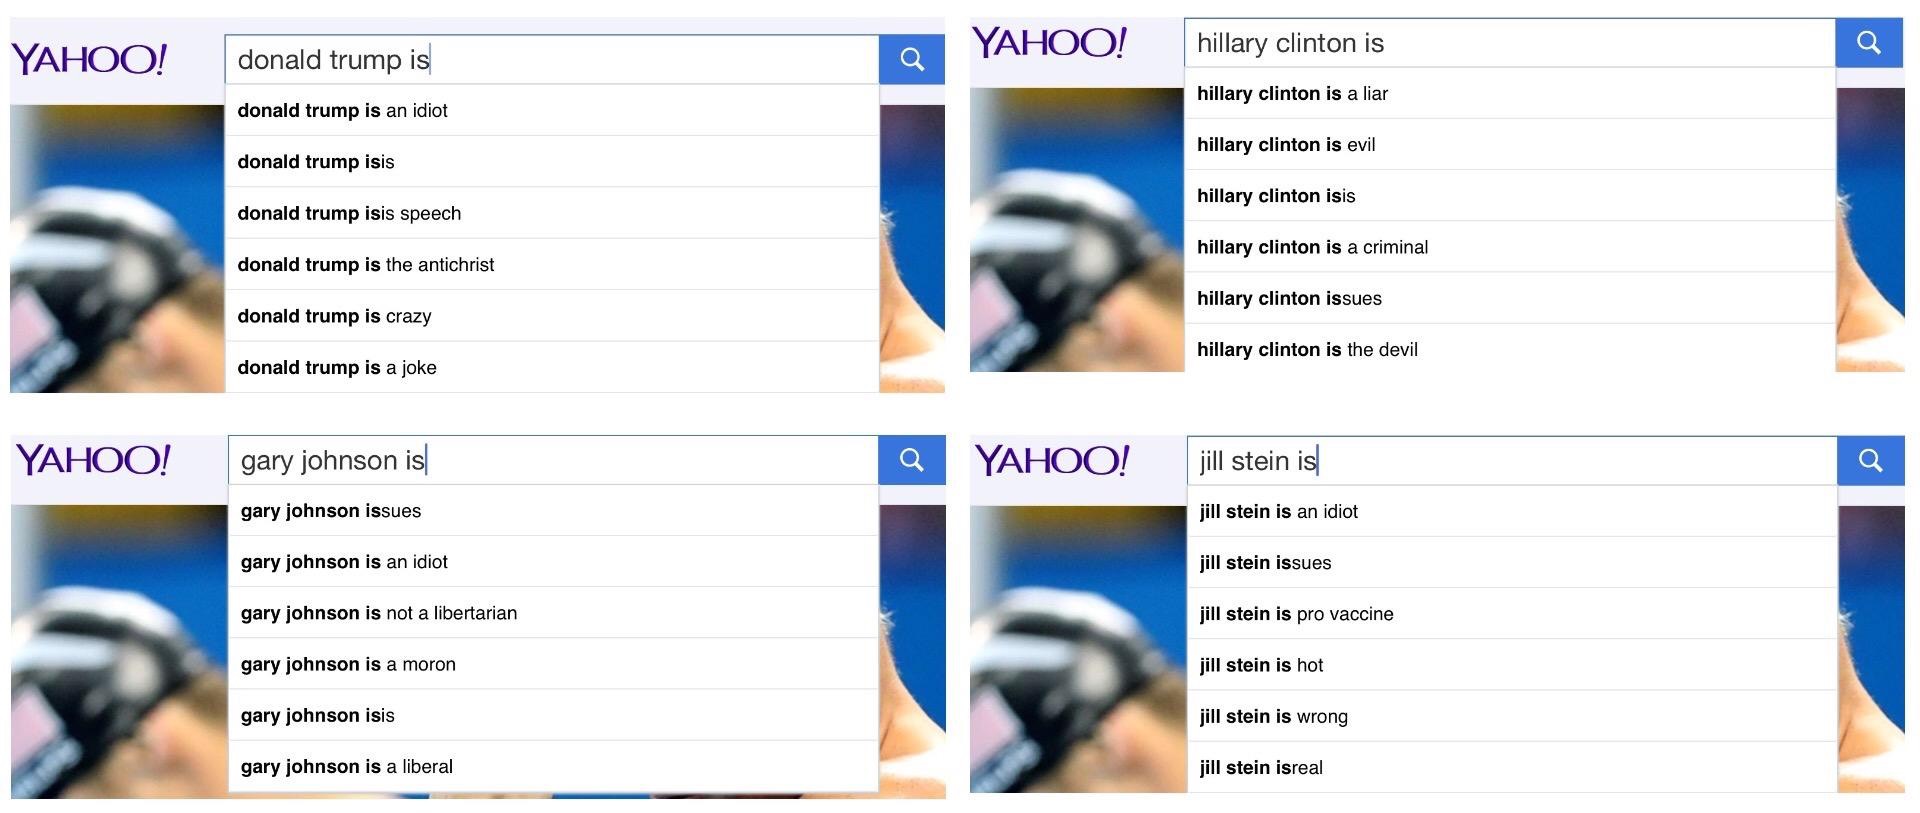 YAHOO!
donald trump is
donald trump is an idiot
donald trump isis
donald trump isis speech
donald trump is the antichrist
donald trump is crazy
donald trump is a joke
YAHOO!
hillary clinton is
hillary clinton is a liar
hillary clinton is evil
hillary clinton isis
hillary clinton is a criminal
hillary clinton issues
hillary clinton is the devil
YAHOO!
gary johnson is
gary johnson issues
gary johnson is an idiot
gary johnson is not a libertarian
gary johnson is a moron
gary johnson isis
gary johnson is a liberal
YAHOO!
jill stein is
jill stein is an idiot
jill stein issues
jill stein is pro vaccine
jill stein is hot
jill stein is wrong
jill stein isreal